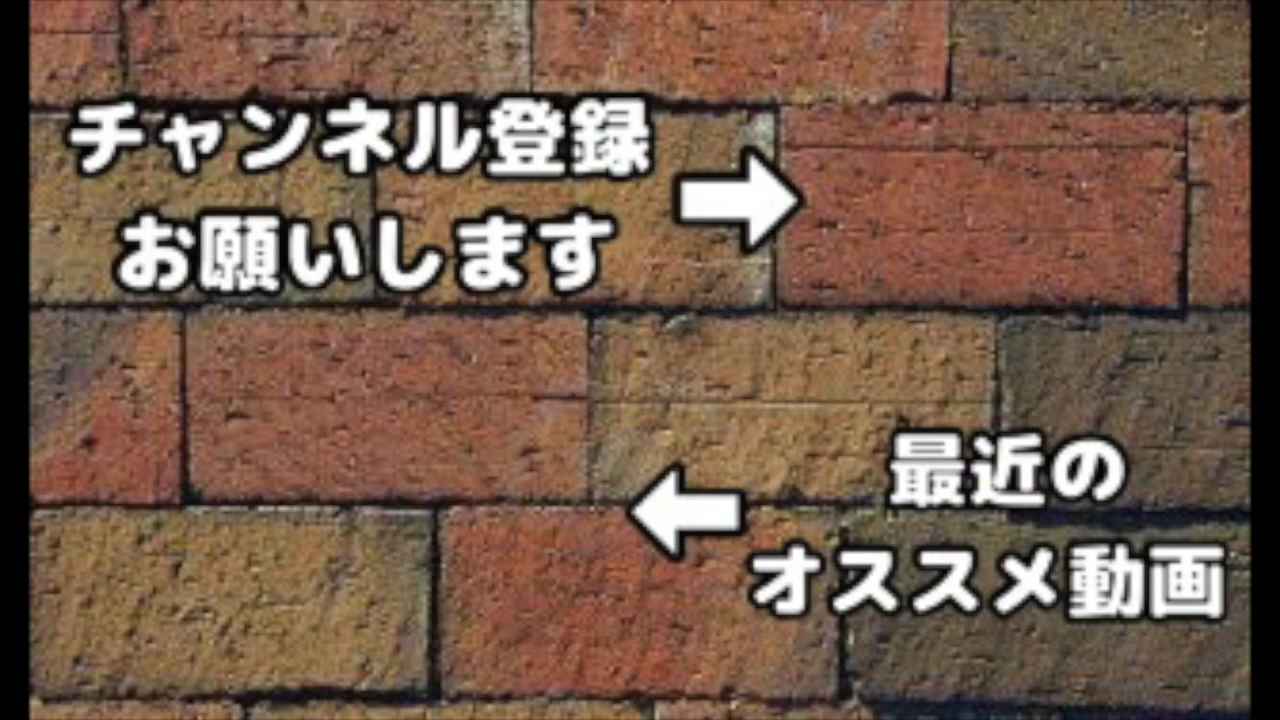 チャンネル登録
お願いします
最近の
オススメ動画